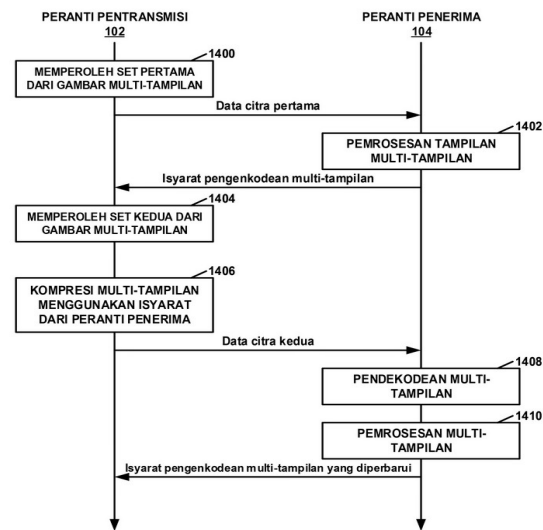 PERANTI PENTRANSMISI
102
PERANTI PENERIMA
104
1400
MEMPEROLEH SET PERTAMA
DARI GAMBAR MULTI-TAMPILAN
Data citra pertama
1402
PEMROSESAN TAMPILAN
MULTI-TAMPILAN
Isyarat pengenkodean multi-tampilan
1404
MEMPEROLEH SET KEDUA DARI
GAMBAR MULTI-TAMPILAN
1406
KOMPRESI MULTI-TAMPILAN
MENGGUNAKAN ISYARAT
DARI PERANTI PENERIMA
Data citra kedua
1408
PENDEKODEAN MULTI-
TAMPILAN
1410
PEMROSESAN MULTI-
TAMPILAN
Isyarat pengenkodean multi-tampilan yang diperbarui